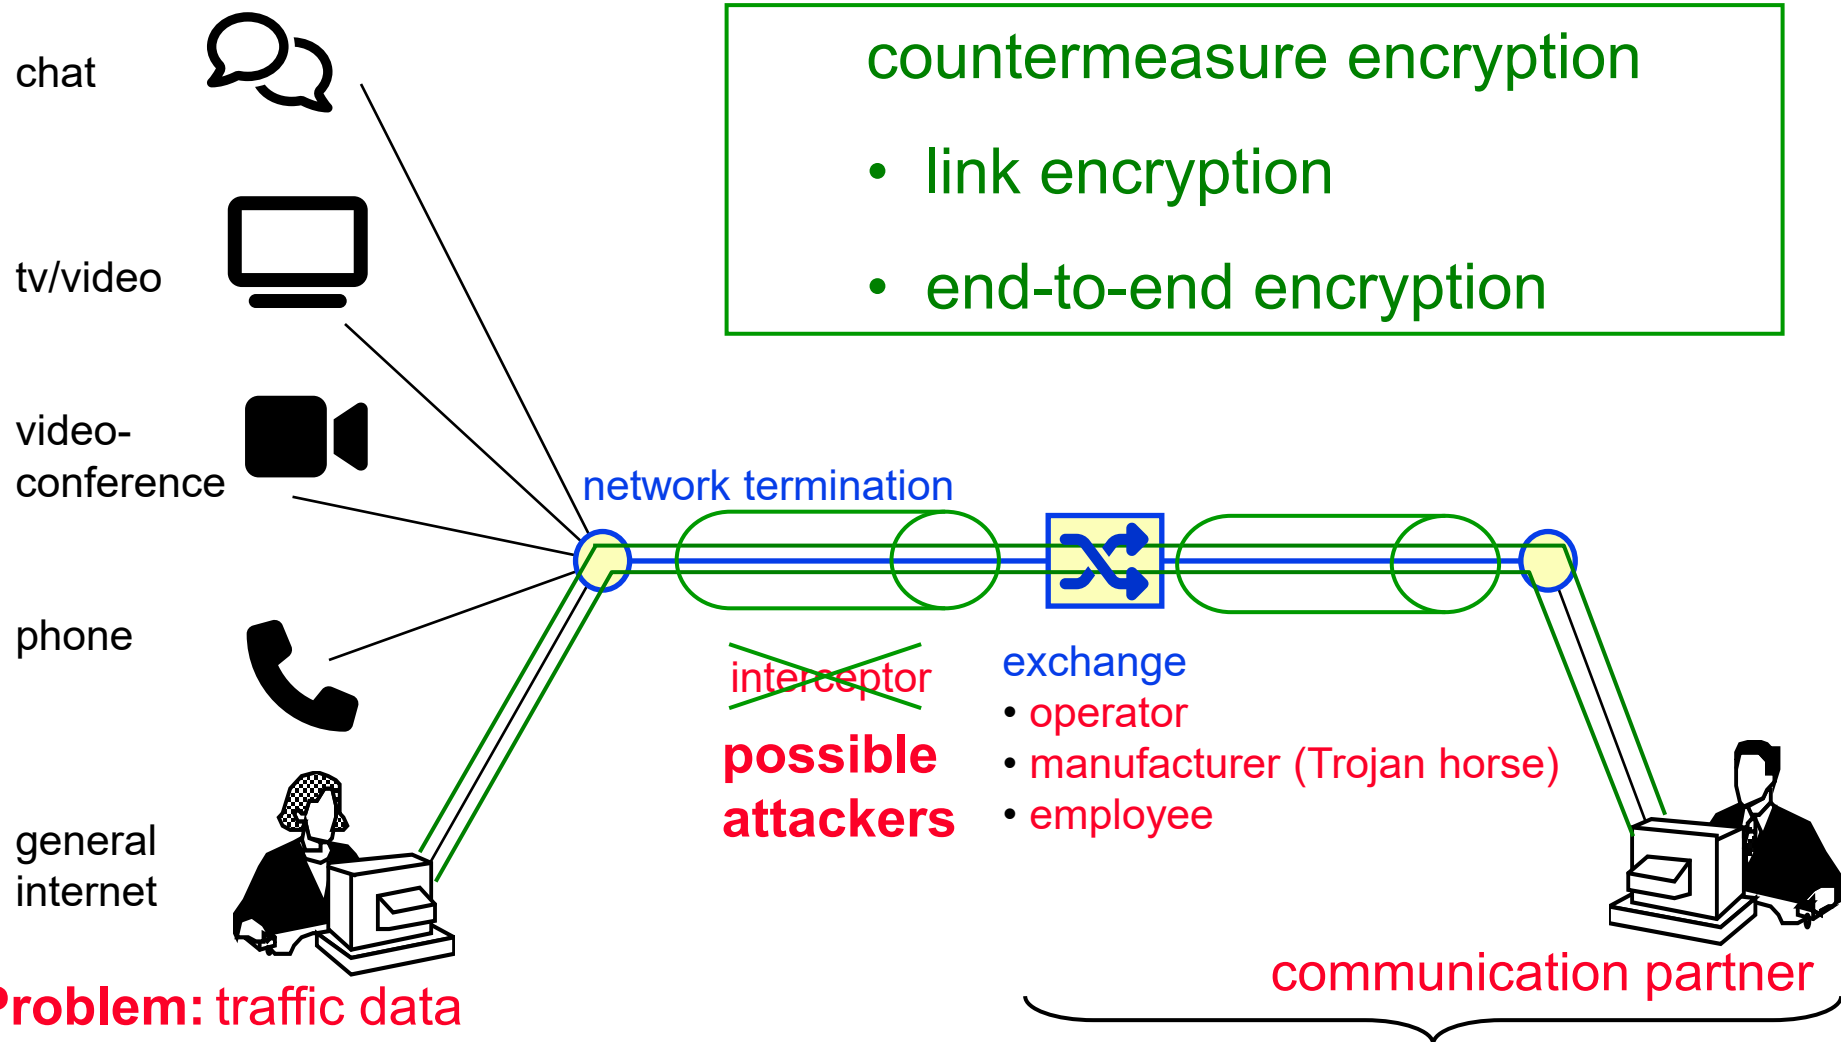 chat
countermeasure encryption
• link encryption
• end-to-end encryption
tv/video
video-
conference
network termination
phone
interceptor
exchange
possible
attackers
• operator
• manufacturer (Trojan horse)
• employee
general
internet
communication partner
Problem: traffic data